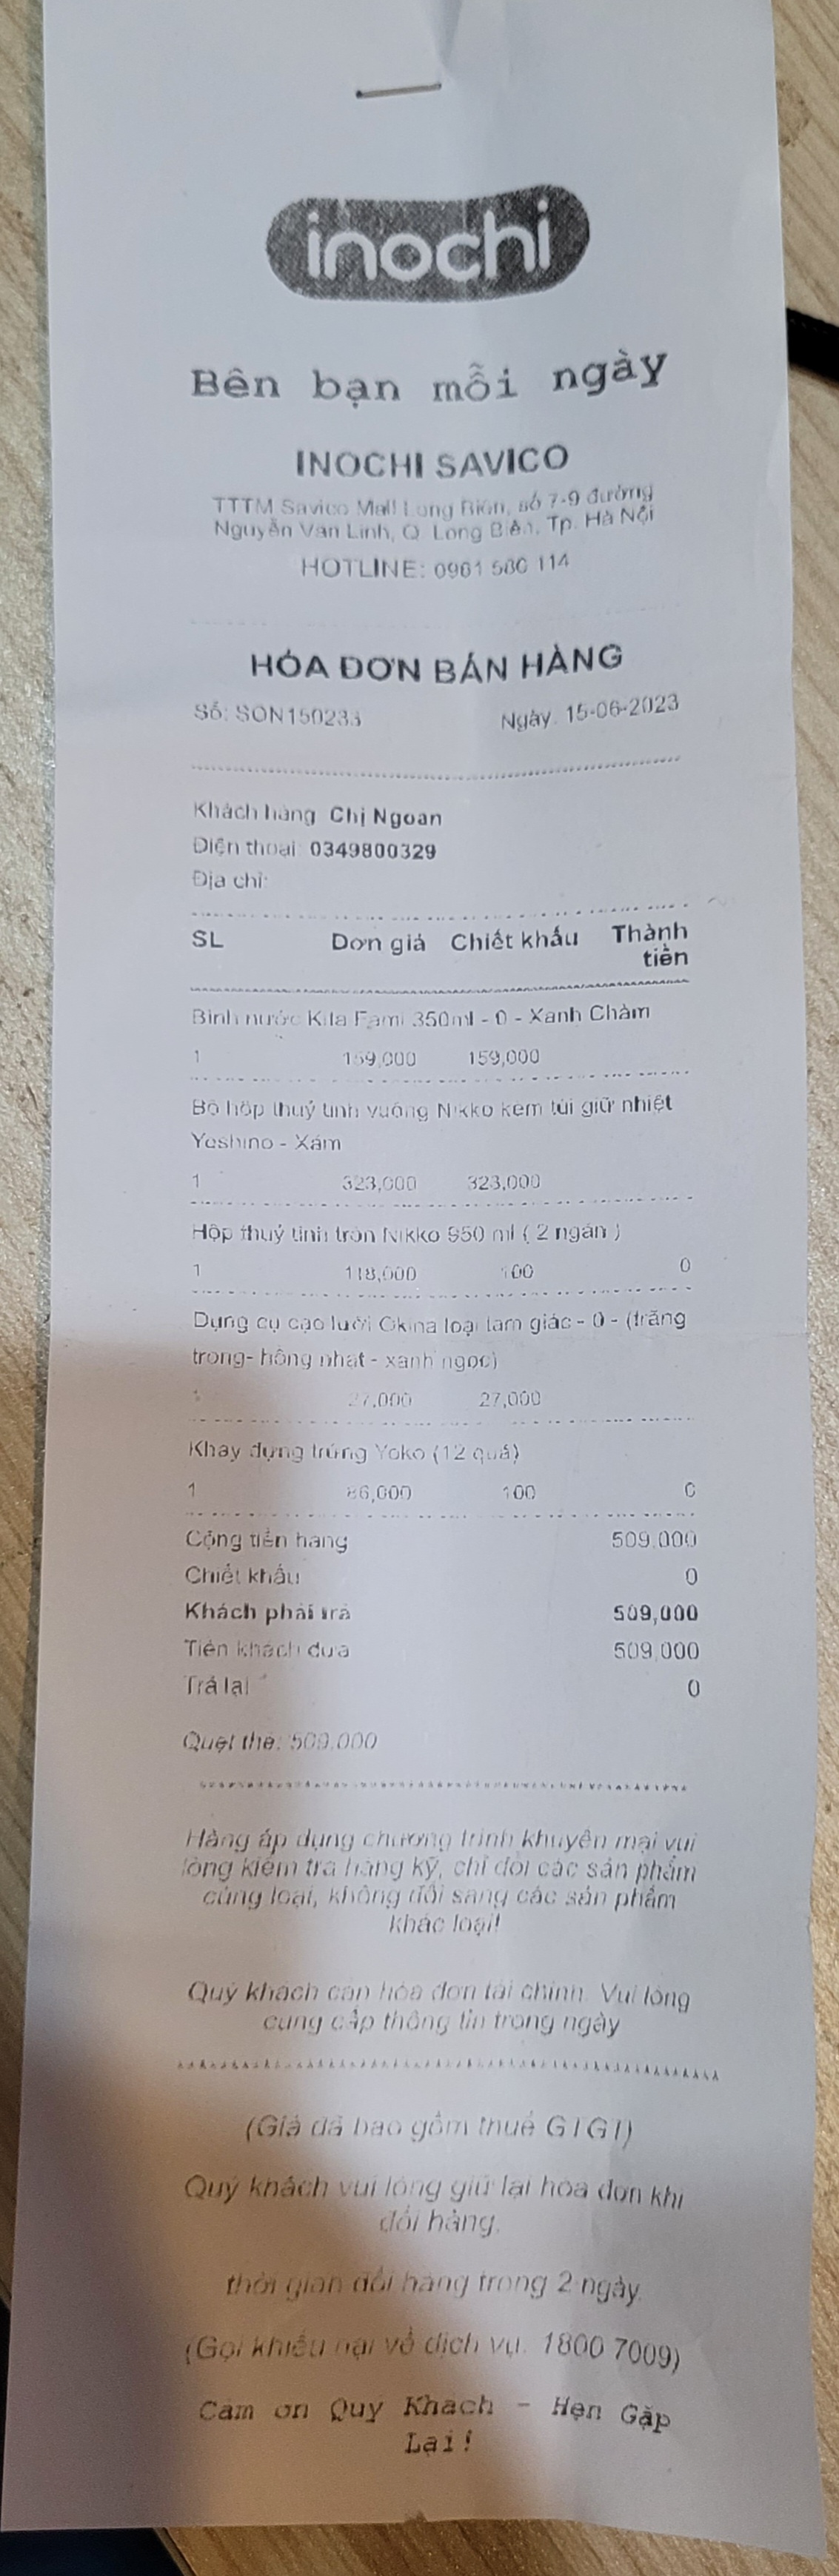 inochi
Bên bạn mỗi ngày
INOCHI SAVICO
TTTM Savico Mall Long Biên, số 7-9 đường
Nguyễn Văn Linh, Q. Long Biên, Tp. Hà Nội
HOTLINE: 0961 580 114
HÓA ĐƠN BÁN HÀNG
Số: SON150233 Ngày 15-06-2023
Khách hàng Chị Ngoan
Điện thoại 0349800329
Địa chỉ:
SL Đơn giá Chiết khấu Thành
tiền
Bình nước Kita Fami 350ml - 0 - Xanh Chàm
1 159,000 159,000
Bộ hộp thuỷ tinh vuông Nikko kèm túi giữ nhiệt
Yoshino - Xám
1 323,000 323,000
Hộp thuỷ tinh tròn Nikko 950 ml ( 2 ngăn )
1 118,000 100 0
Dụng cụ cạo lưỡi Okina loại tam giác - 0 - (trắng
trong- hồng nhạt - xanh ngọc)
1 27,000 27,000
Khay đựng trứng Yoko (12 quả)
1 86,000 100 0
Cộng tiền hàng 509,000
Chiết khấu 0
Khách phải trả 509,000
Tiền khách đưa 509,000
Trả lại 0
Quẹt thẻ: 509,000
Hàng áp dụng chương trình khuyến mại vui
lòng kiểm tra hàng kỹ, chỉ đổi các sản phẩm
cùng loại, không đổi sang các sản phẩm
khác loại!
Quý khách cần hóa đơn tài chính. Vui lòng
cung cấp thông tin trong ngày
(Giá đã bao gồm thuế GTGT)
Quý khách vui lòng giữ lại hóa đơn khi
đổi hàng.
thời gian đổi hàng trong 2 ngày.
(Gọi khiếu nại về dịch vụ. 1800 7009)
Cảm ơn Quý Khách - Hẹn Gặp
Lại!